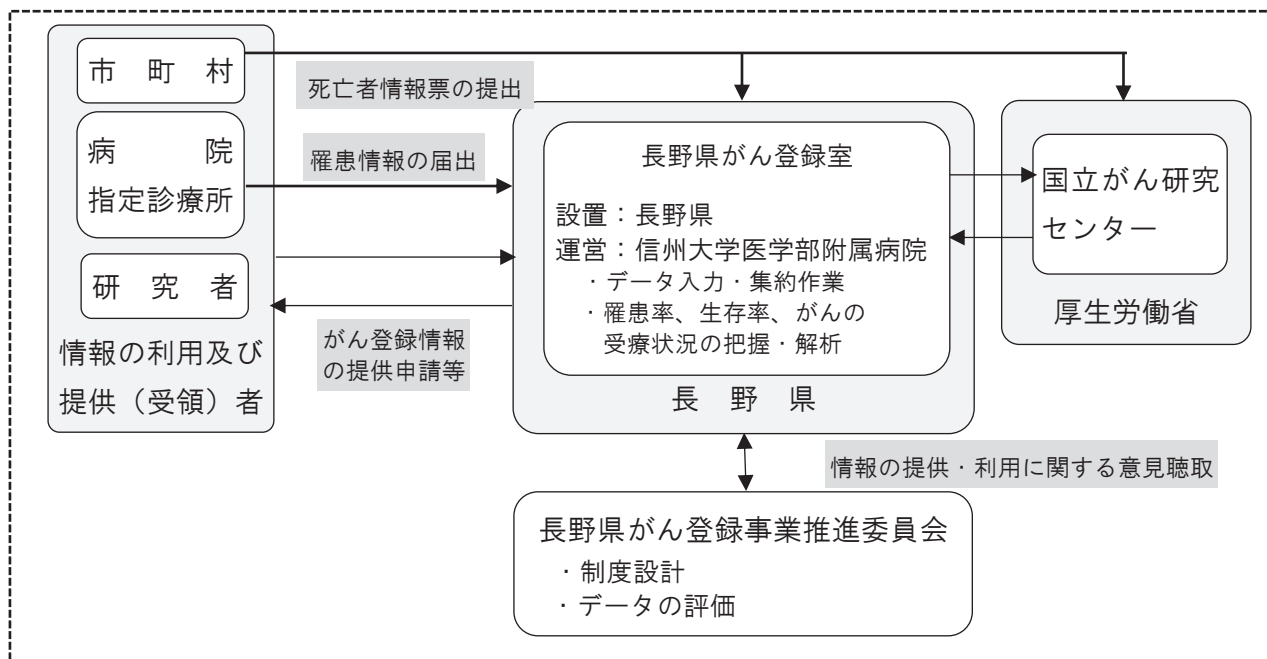 市町村
死亡者情報票の提出
病院
指定診療所
罹患情報の届出
研究者
情報の利用及び
提供（受領）者
がん登録情報
の提供申請等
長野県がん登録室
設置：長野県
運営：信州大学医学部附属病院
・データ入力・集約作業
・罹患率、生存率、がんの
受療状況の把握・解析
長野県
国立がん研究
センター
厚生労働省
情報の提供・利用に関する意見聴取
長野県がん登録事業推進委員会
・制度設計
・データの評価